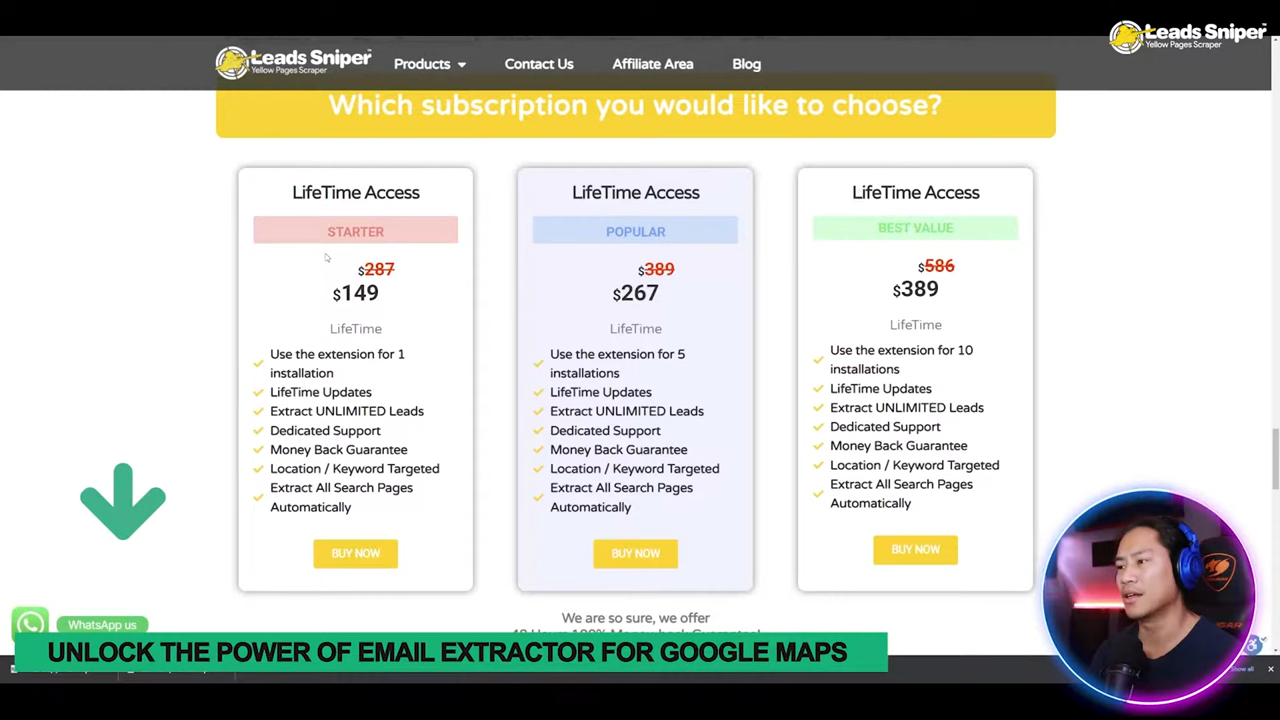 Leads Sniper
Yellow Pages Scraper
Leads Sniper™
Yellow Pages Scraper
Products
Contact Us
Affiliate Area
Blog
Which subscription you would like to choose?
LifeTime Access
STARTER
$287
$149
LifeTime
Use the extension for 1
installation
LifeTime Updates
Extract UNLIMITED Leads
Dedicated Support
Money Back Guarantee
Location / Keyword Targeted
Extract All Search Pages
Automatically
BUY NOW
LifeTime Access
POPULAR
$389
$267
LifeTime
Use the extension for 5
installations
LifeTime Updates
Extract UNLIMITED Leads
Dedicated Support
Money Back Guarantee
Location / Keyword Targeted
Extract All Search Pages
Automatically
BUY NOW
LifeTime Access
BEST VALUE
$586
$389
LifeTime
Use the extension for 10
installations
LifeTime Updates
Extract UNLIMITED Leads
Dedicated Support
Money Back Guarantee
Location / Keyword Targeted
Extract All Search Pages
Automatically
BUY NOW
We are so sure, we offer
WhatsApp us
UNLOCK THE POWER OF EMAIL EXTRACTOR FOR GOOGLE MAPS
Show all